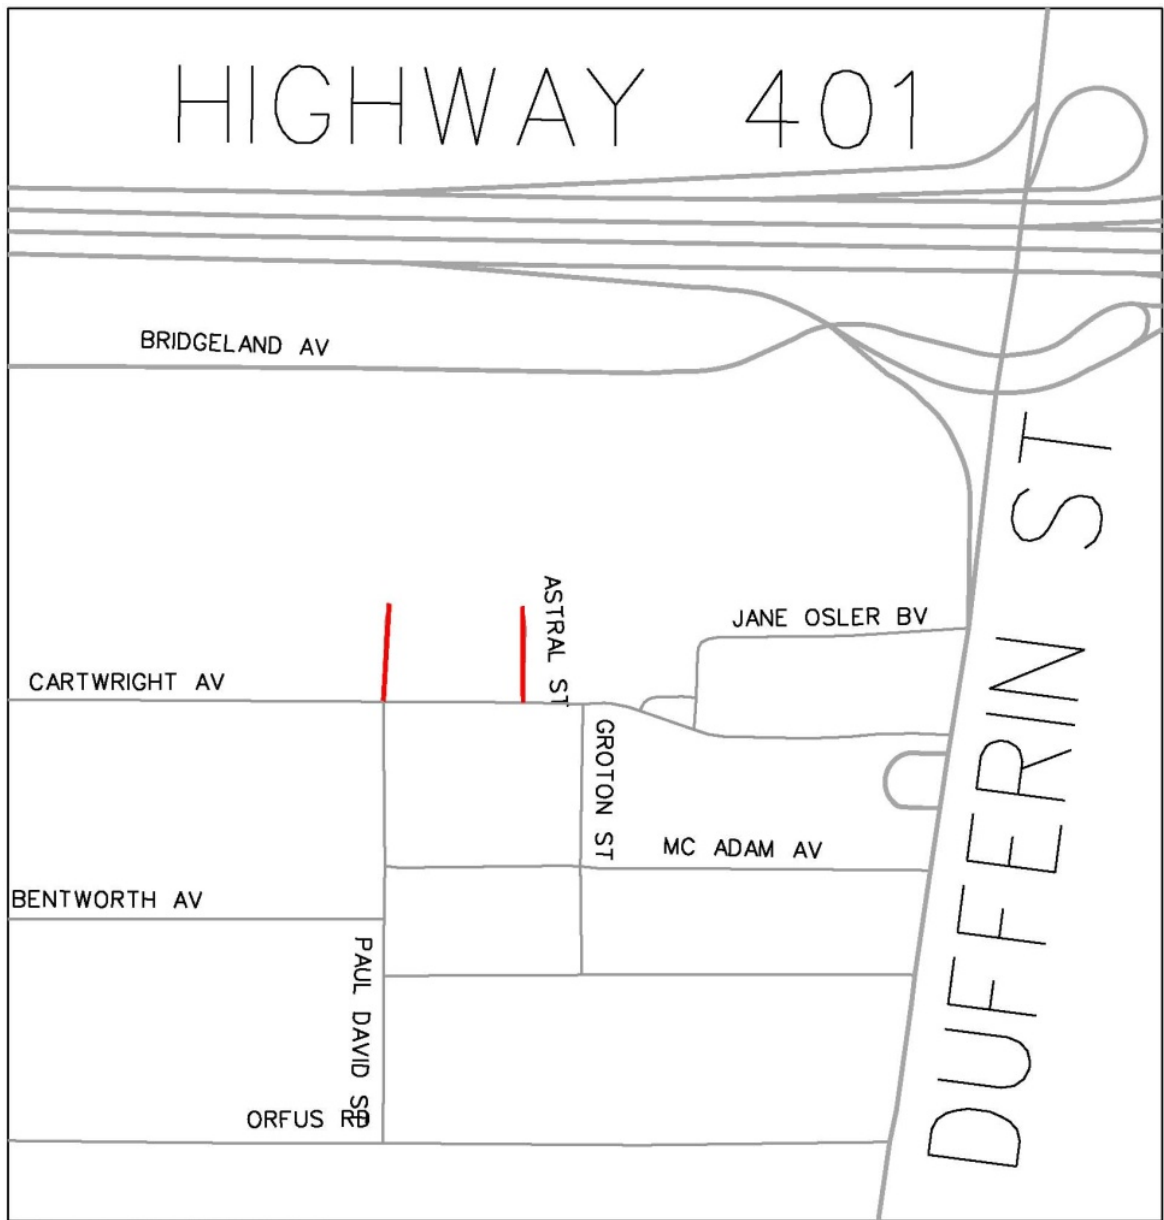 HIGHWAY 401
BRIDGELAND AV
DUFFERIN ST
ASTRAL ST
JANE OSLER BV
CARTWRIGHT AV
GROTON ST
MC ADAM AV
BENTWORTH AV
PAUL DAVID ST
ORFUS RD